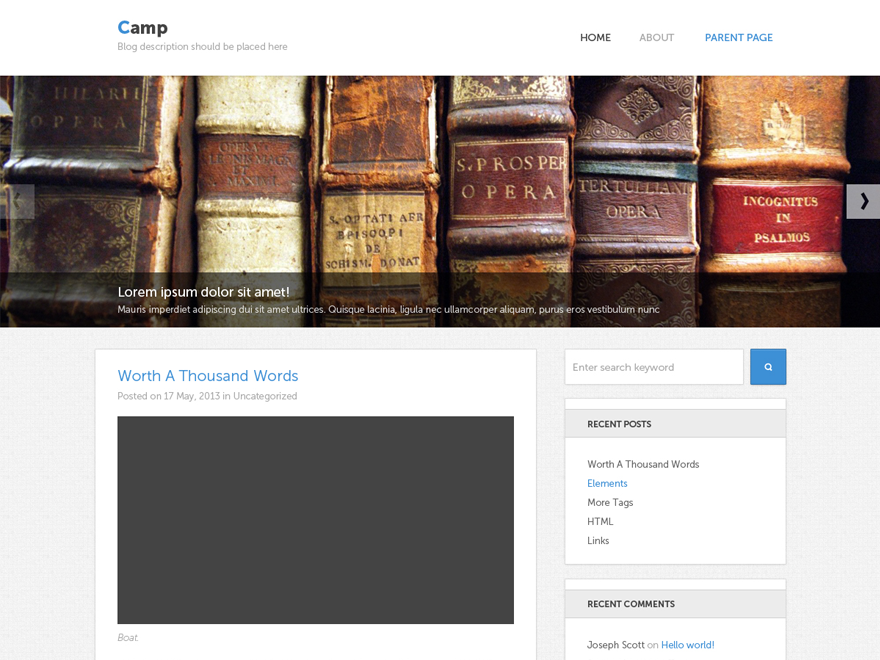 Camp
Blog description should be placed here
HOME
ABOUT
PARENT PAGE
S. HILARII
OPERA
OPERA
LEONIS MAGNI
ET
MAXIMI
S. OPTATI AFR
EPISCOPI
DE
SCHISM. DONAT
S. PROSPER
OPERA
TERTULLIANI
OPERA
INCOGNITUS
IN
PSALMOS
Lorem ipsum dolor sit amet!
Mauris imperdiet adipiscing dui sit amet ultrices. Quisque lacinia, ligula nec ullamcorper aliquam, purus eros vestibulum nunc
Worth A Thousand Words
Posted on 17 May, 2013 in Uncategorized
Boat.
Enter search keyword
RECENT POSTS
Worth A Thousand Words
Elements
More Tags
HTML
Links
RECENT COMMENTS
Joseph Scott on Hello world!